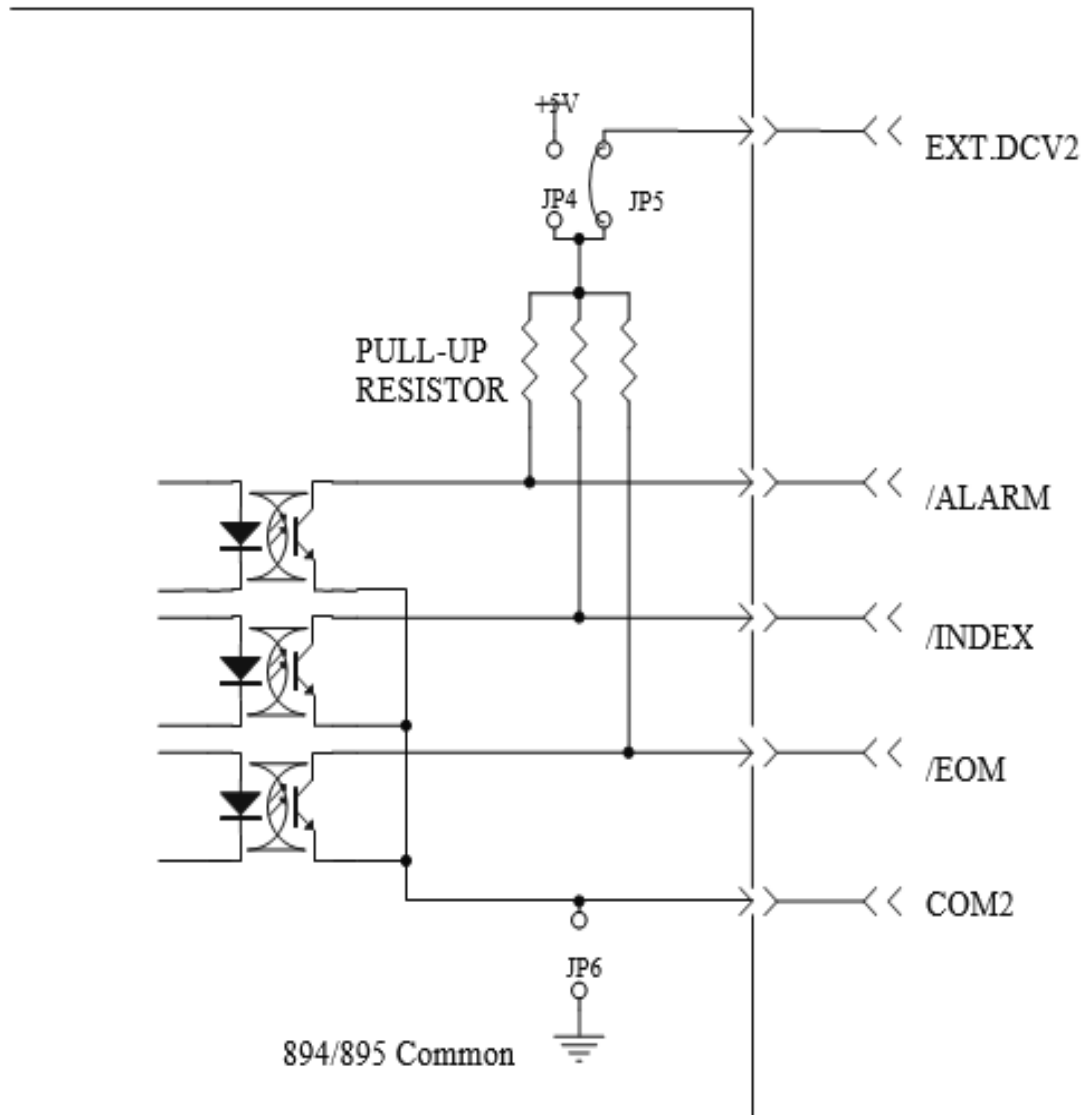 +5V
EXT.DCV2
JP4
JP5
PULL-UP
RESISTOR
/ALARM
/INDEX
/EOM
COM2
JP6
894/895 Common